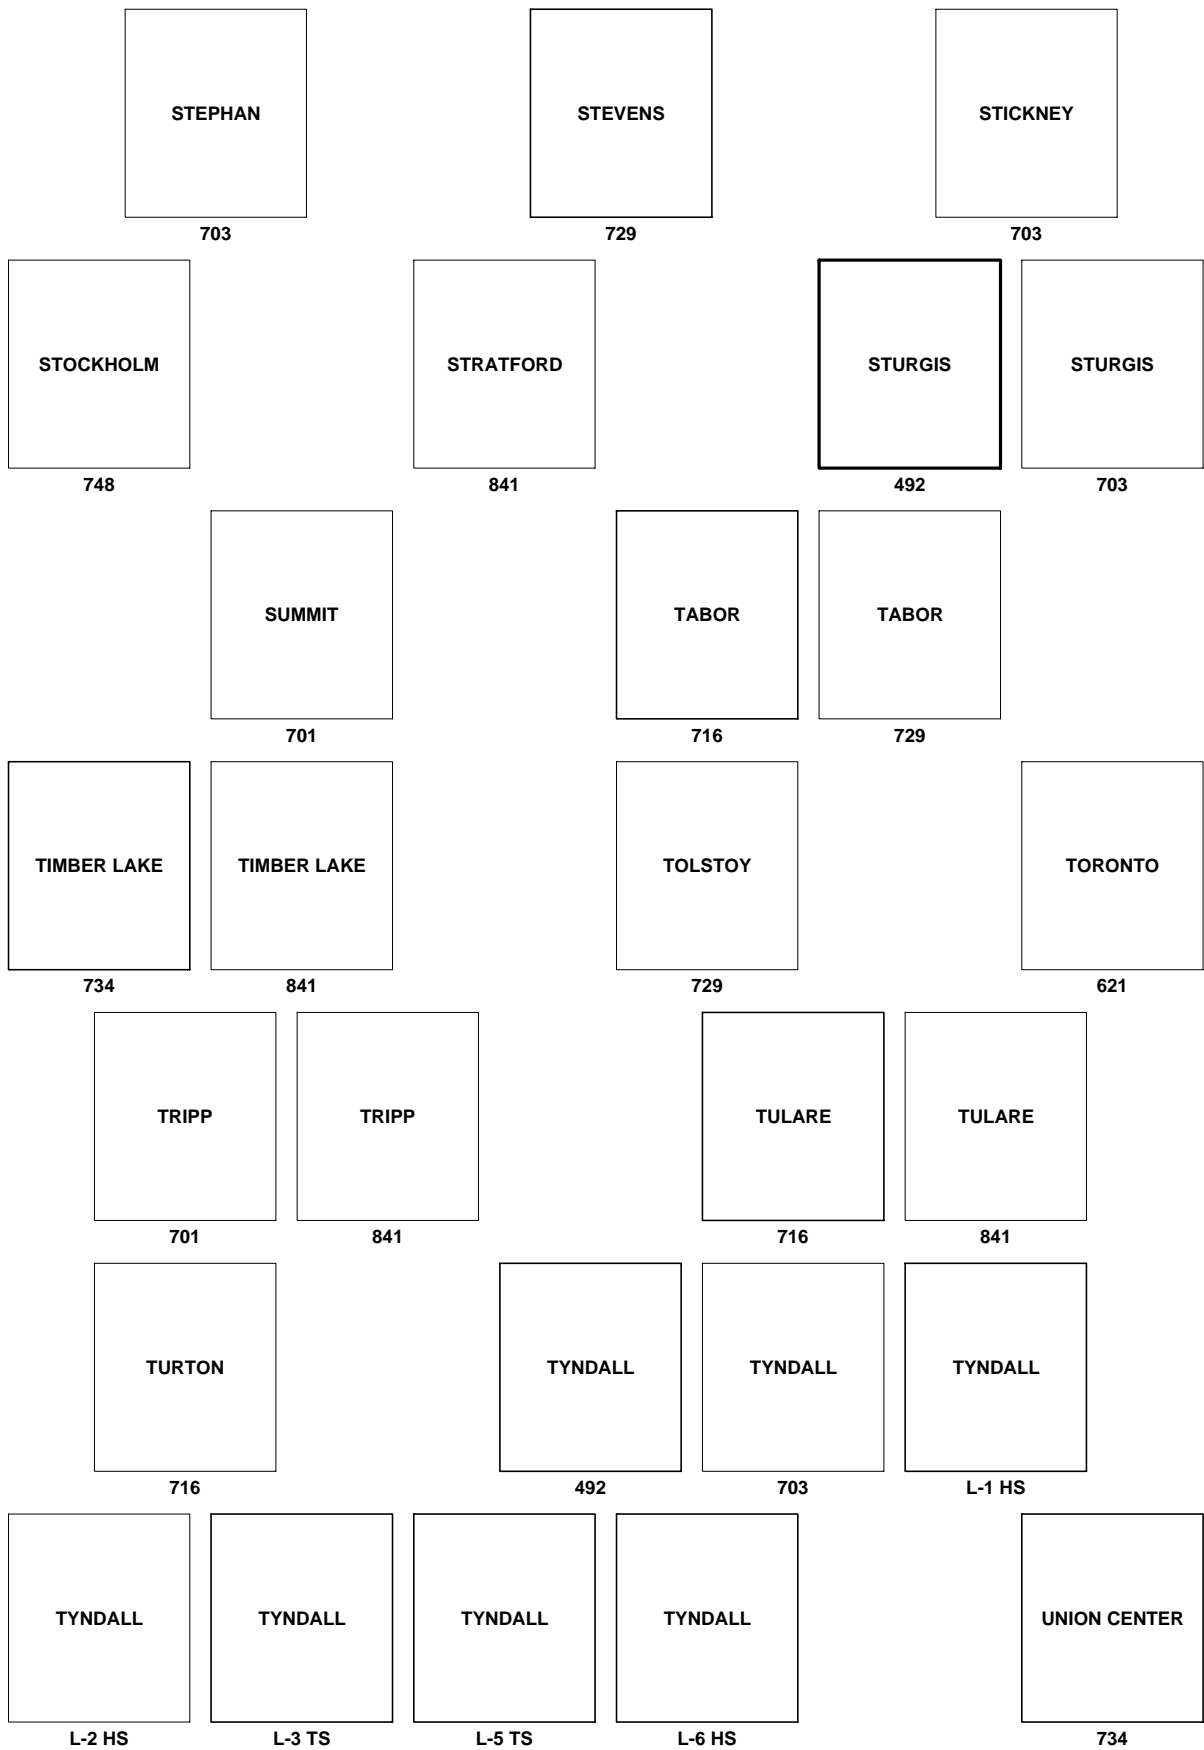 STEPHAN STEVENS STICKNEY
703 729 703
STOCKHOLM STRATFORD STURGIS STURGIS
748 841 492 703
SUMMIT TABOR TABOR
701 716 729
TIMBER LAKE TIMBER LAKE TOLSTOY TORONTO
734 841 729 621
TRIPP TRIPP TULARE TULARE
701 841 716 841
TURTON TYNDALL TYNDALL TYNDALL
716 492 703 L-1 HS
TYNDALL TYNDALL TYNDALL TYNDALL UNION CENTER
L-2 HS L-3 TS L-5 TS L-6 HS 734